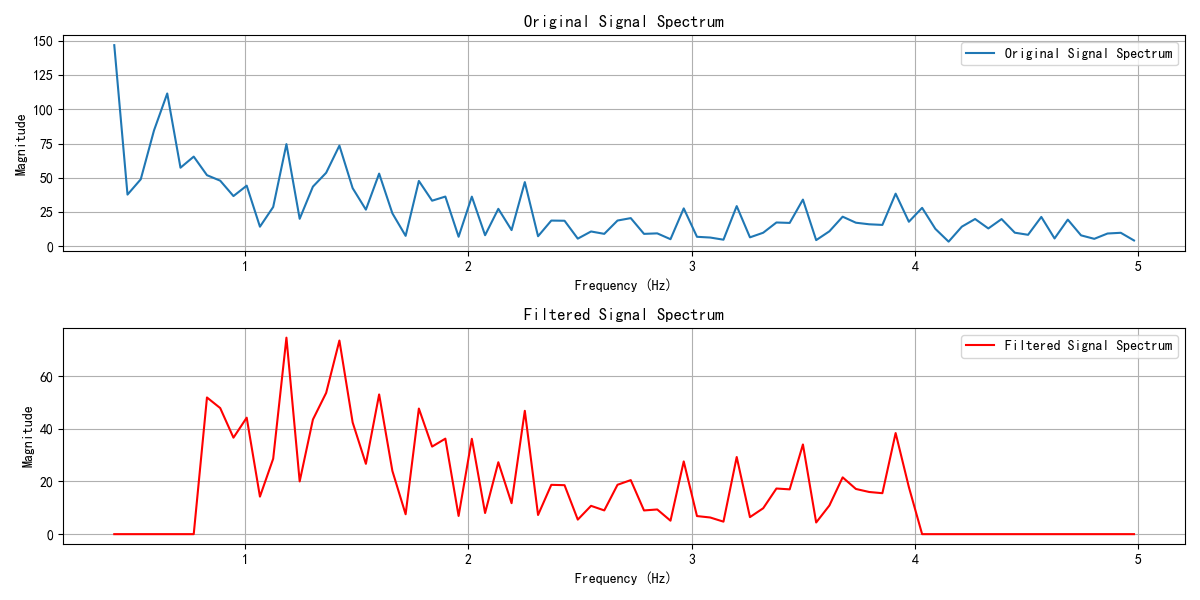 Original Signal Spectrum
Original Signal Spectrum
Magnitude
150
125
100
75
50
25
0
1 2 3 4 5
Frequency (Hz)
Filtered Signal Spectrum
Filtered Signal Spectrum
Magnitude
60
40
20
0
1 2 3 4 5
Frequency (Hz)